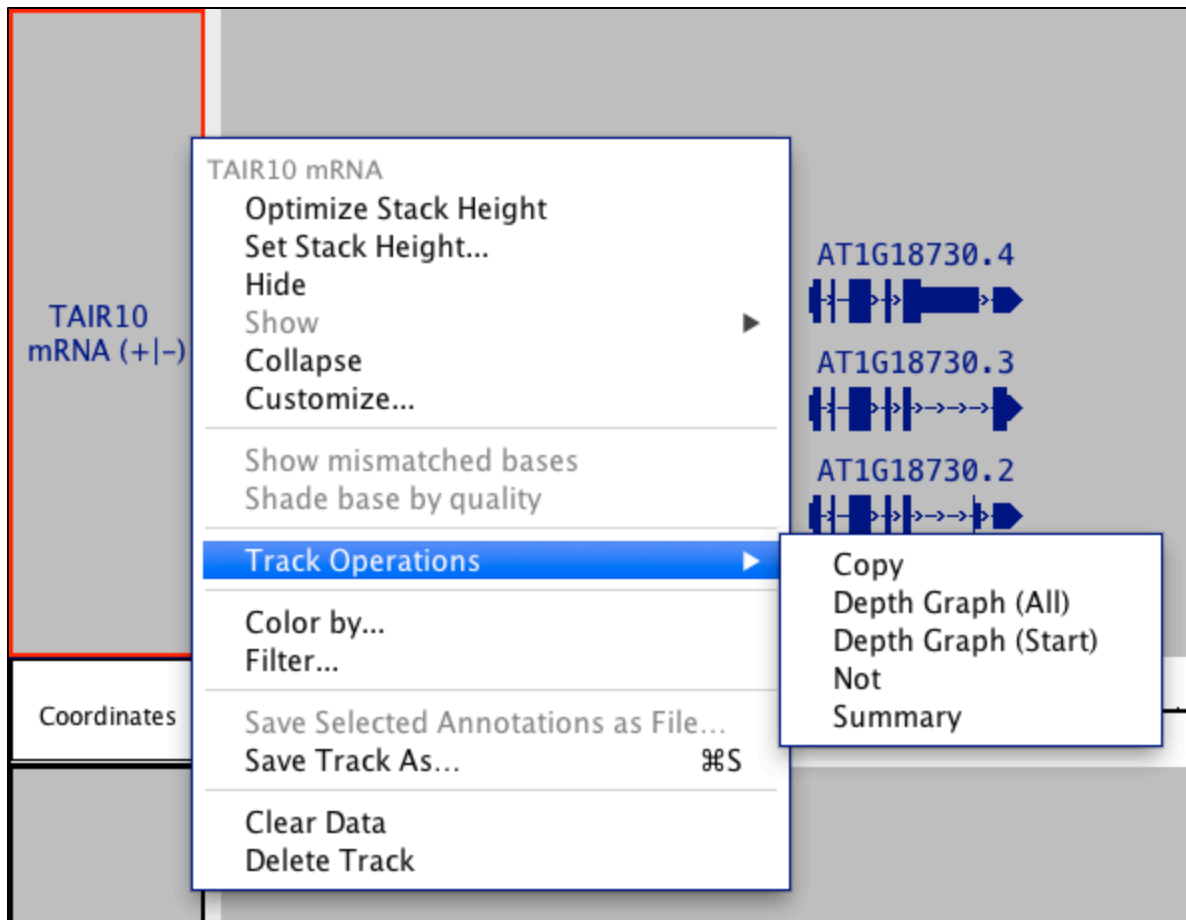 TAIR10
mRNA (+|-)
TAIR10 mRNA
Optimize Stack Height
Set Stack Height...
Hide
Show
Collapse
Customize...
Show mismatched bases
Shade base by quality
Track Operations
Color by...
Filter...
Save Selected Annotations as File...
Save Track As... ⌘S
Clear Data
Delete Track
Copy
Depth Graph (All)
Depth Graph (Start)
Not
Summary
AT1G18730.4
AT1G18730.3
AT1G18730.2
Coordinates